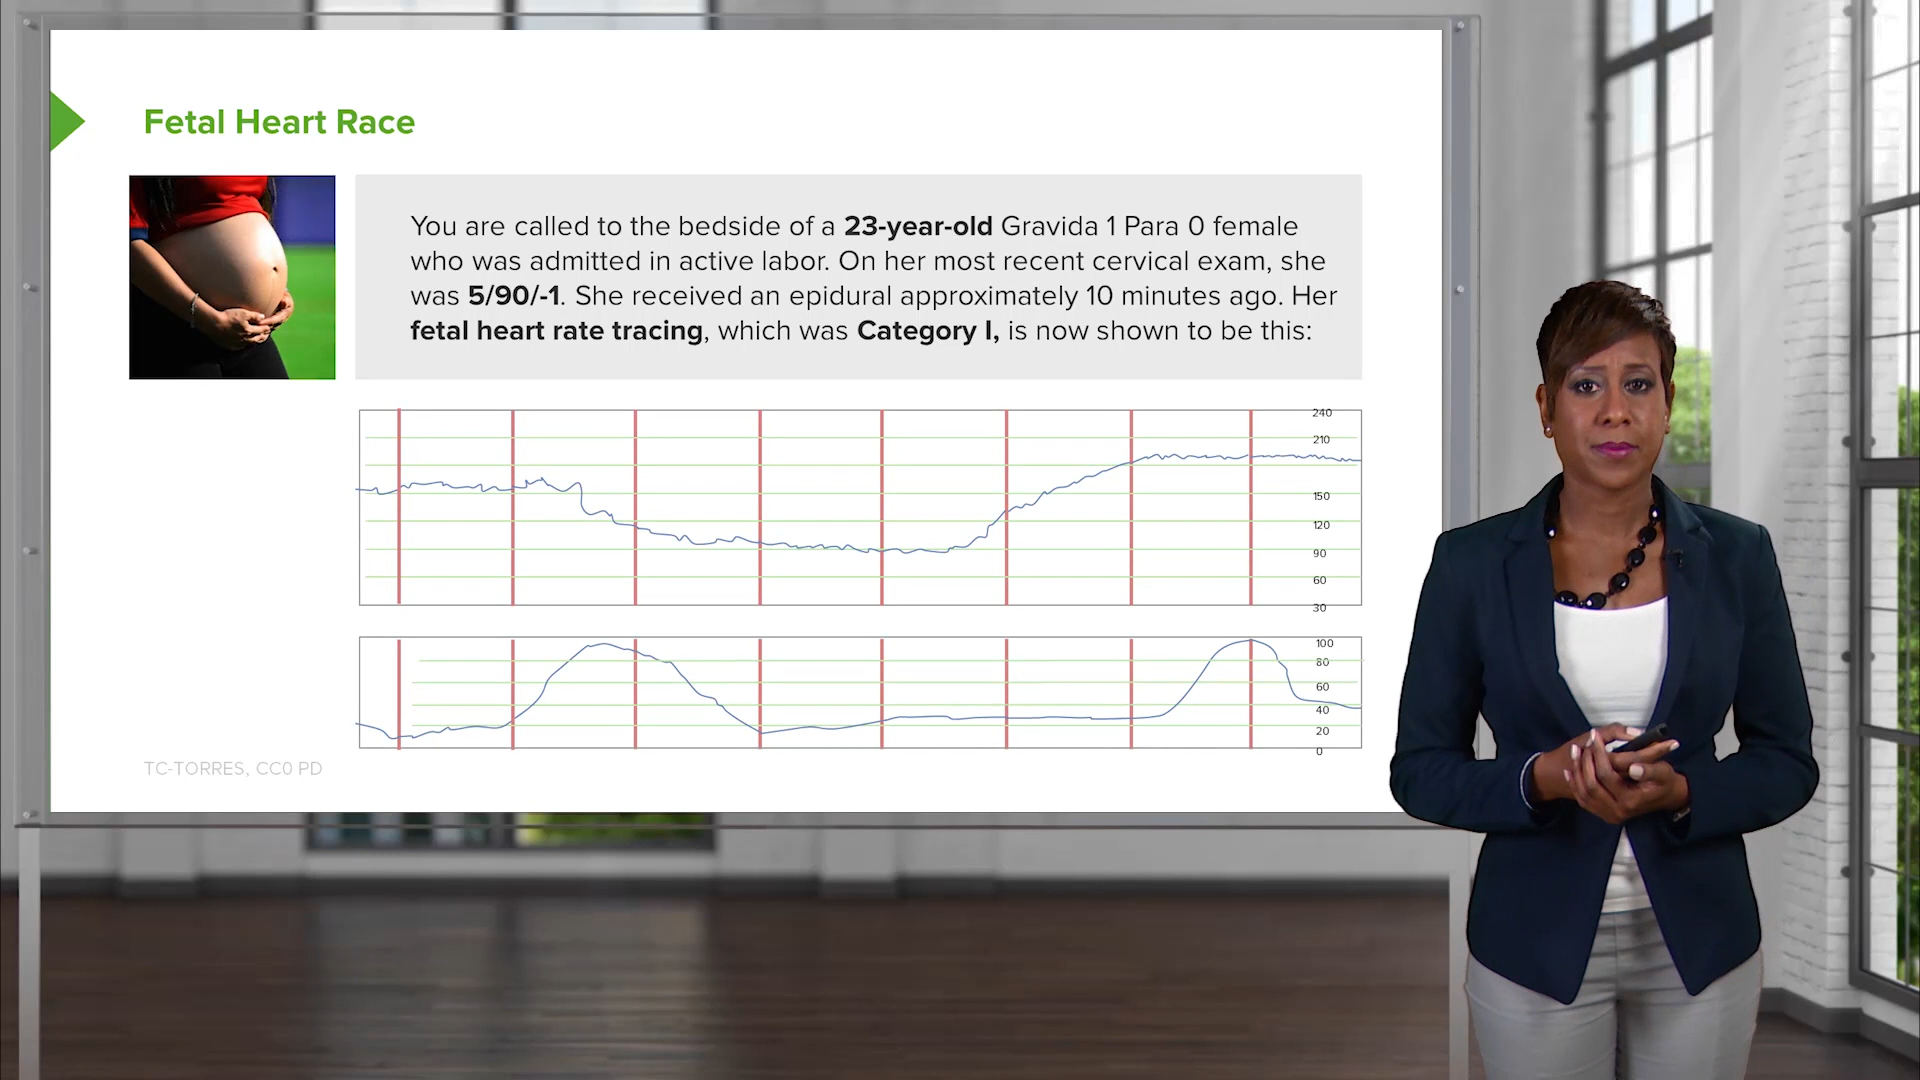 Fetal Heart Race
You are called to the bedside of a 23-year-old Gravida 1 Para 0 female
who was admitted in active labor. On her most recent cervical exam, she
was 5/90/-1. She received an epidural approximately 10 minutes ago. Her
fetal heart rate tracing, which was Category I, is now shown to be this:
240
210
150
120
90
60
30
100
80
60
40
20
0
TC-TORRES, CC0 PD